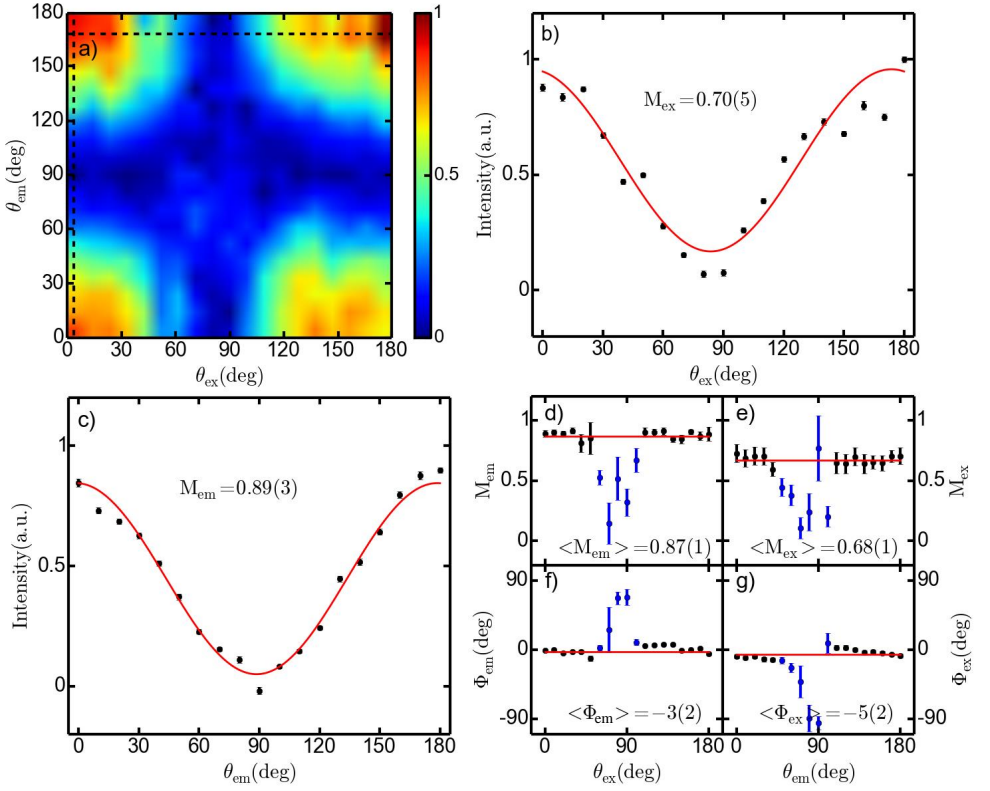 a)
180
150
120
90
60
30
0
θem(deg)
0 30 60 90 120 150 180
θex(deg)
1
0.5
0
b)
Mex=0.70(5)
1
0.5
0
Intensity(a.u.)
0 30 60 90 120 150 180
θex(deg)
c)
Mem=0.89(3)
1
0.5
0
Intensity(a.u.)
0 30 60 90 120 150 180
θem(deg)
d)
1
0.5
0
Mem
<Mem>=0.87(1)
e)
1
0.5
0
Mex
<Mex>=0.68(1)
f)
90
0
-90
Φem(deg)
<Φem>=−3(2)
0 90 180
θex(deg)
g)
90
0
-90
Φex(deg)
<Φex>=−5(2)
0 90 180
θem(deg)